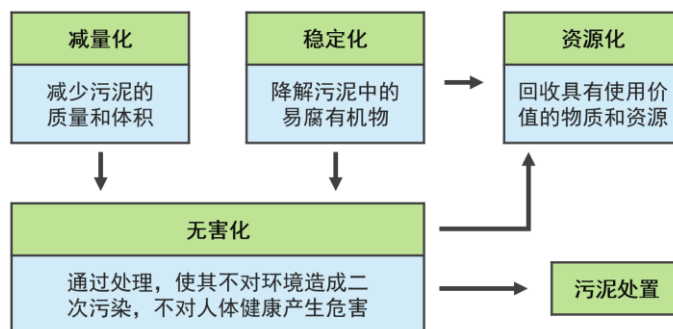 减量化
减少污泥的
质量和体积
稳定化
降解污泥中的
易腐有机物
资源化
回收具有使用价
值的物质和资源
无害化
通过处理，使其不对环境造成二
次污染，不对人体健康产生危害
污泥处置